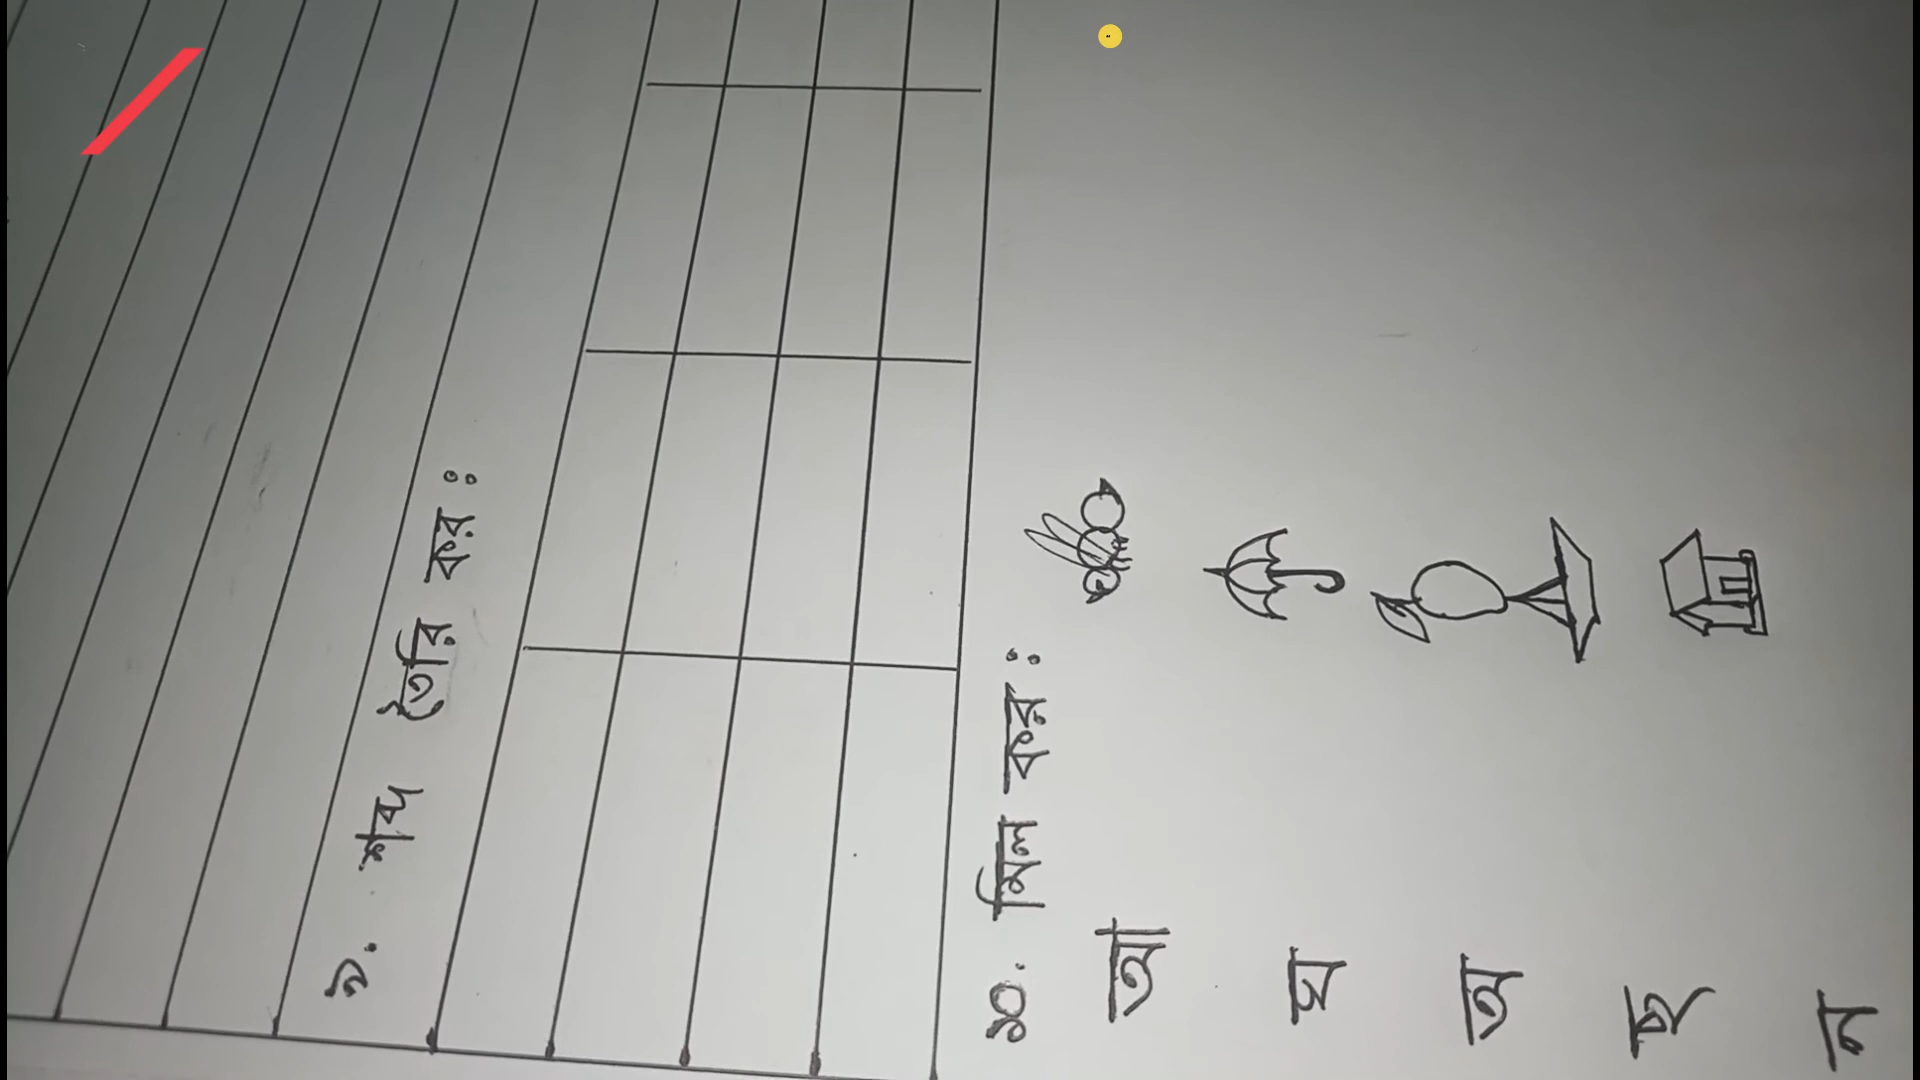 ৯. শব্দ তৈরি কর :
১০. মিল কর :
আ
ঘ
অ
ছ
ন